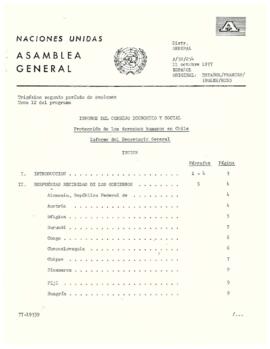 NACIONES UNIDAS
ASAMBLEA
GENERAL
A
Distr.
GENERAL
A/32/234
11 octubre 1977
ESPAÑOL
ORIGINAL: ESPAÑOL/FRANCES/
INGLES/RUSO
Trigésimo segundo período de sesiones
Tema 12 del programa
INFORME DEL CONSEJO ECONOMICO Y SOCIAL
Protección de los derechos humanos en Chile
Informe del Secretario General
INDICE
Párrafos Página
I. INTRODUCCION 1 - 4 3
II. RESPUESTAS RECIBIDAS DE LOS GOBIERNOS 5 4
Alemania, República Federal de 4
Austria 4
Bélgica 5
Burundi 5
Congo 6
Checoslovaquia 6
Chipre 7
Dinamarca 9
Fiji 9
Hungría 9
77-19339 /...